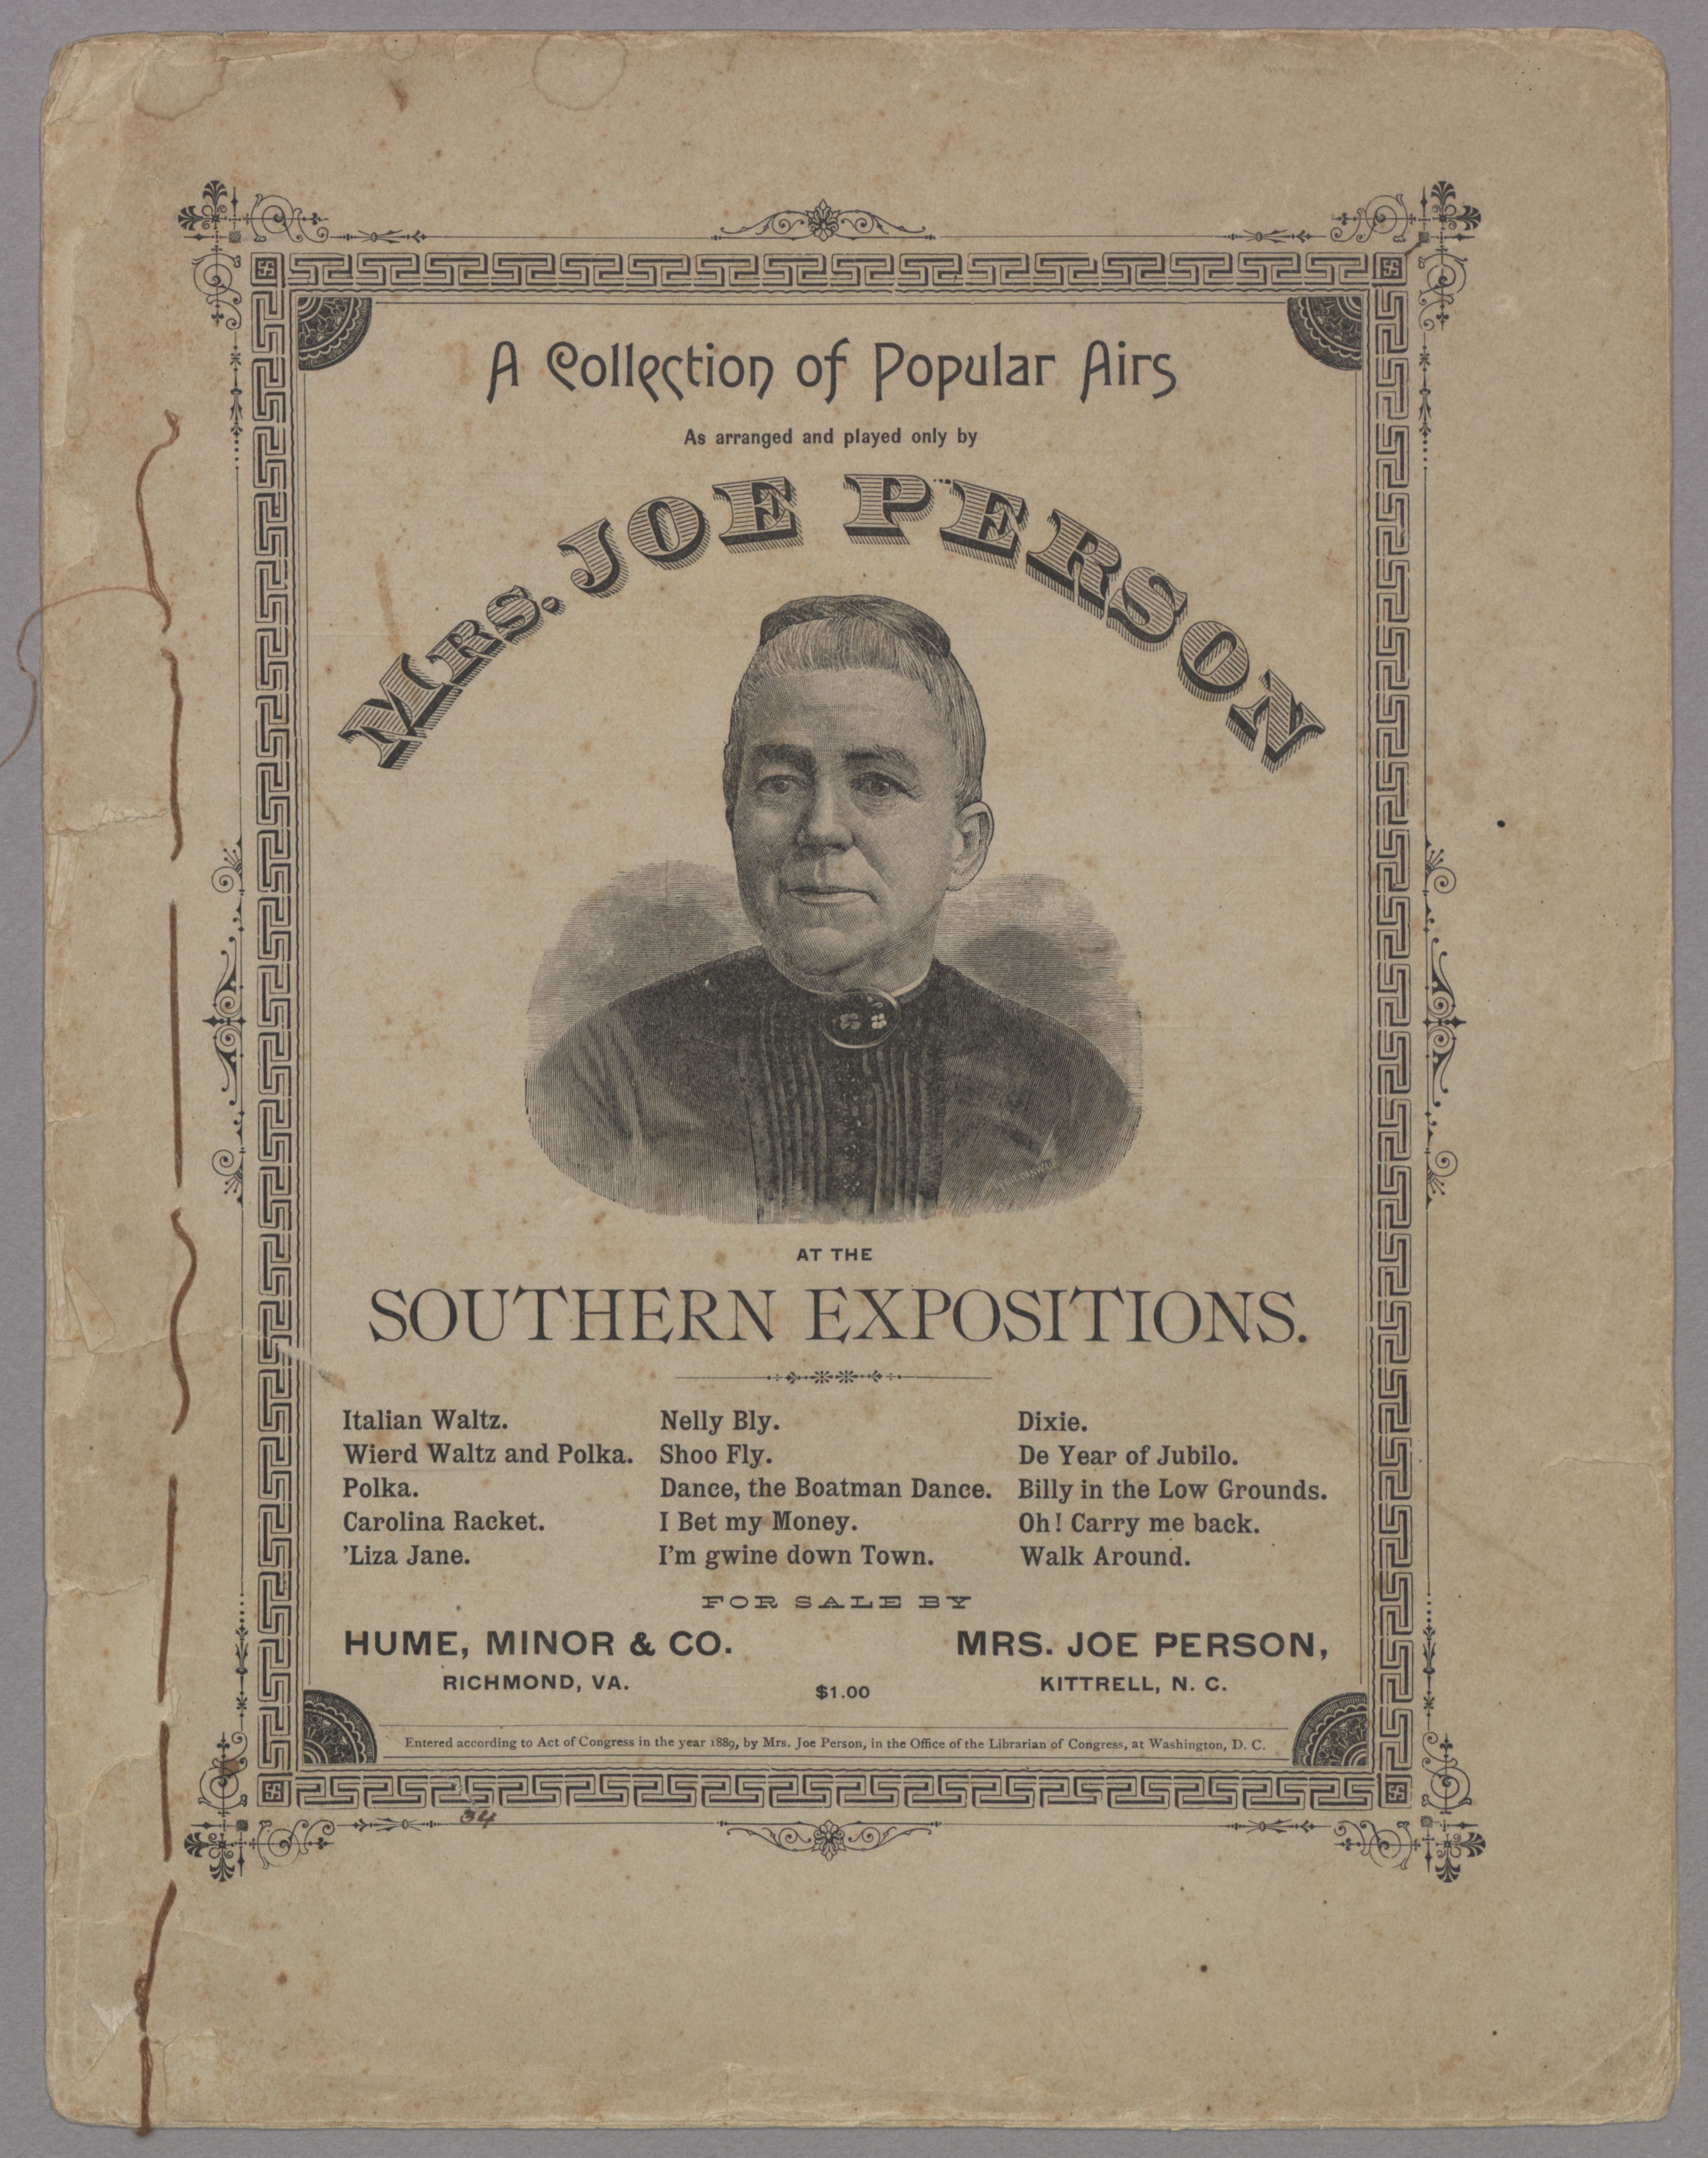 A Collection of Popular Airs
As arranged and played only by
MRS. JOE PERSON
AT THE
SOUTHERN EXPOSITIONS.
Italian Waltz.
Wierd Waltz and Polka.
Polka.
Carolina Racket.
'Liza Jane.
Nelly Bly.
Shoo Fly.
Dance, the Boatman Dance.
I Bet my Money.
I'm gwine down Town.
Dixie.
De Year of Jubilo.
Billy in the Low Grounds.
Oh! Carry me back.
Walk Around.
FOR SALE BY
HUME, MINOR & CO.
RICHMOND, VA.
$1.00
MRS. JOE PERSON,
KITTRELL, N. C.
Entered according to Act of Congress in the year 1889, by Mrs. Joe Person, in the Office of the Librarian of Congress, at Washington, D. C.
34